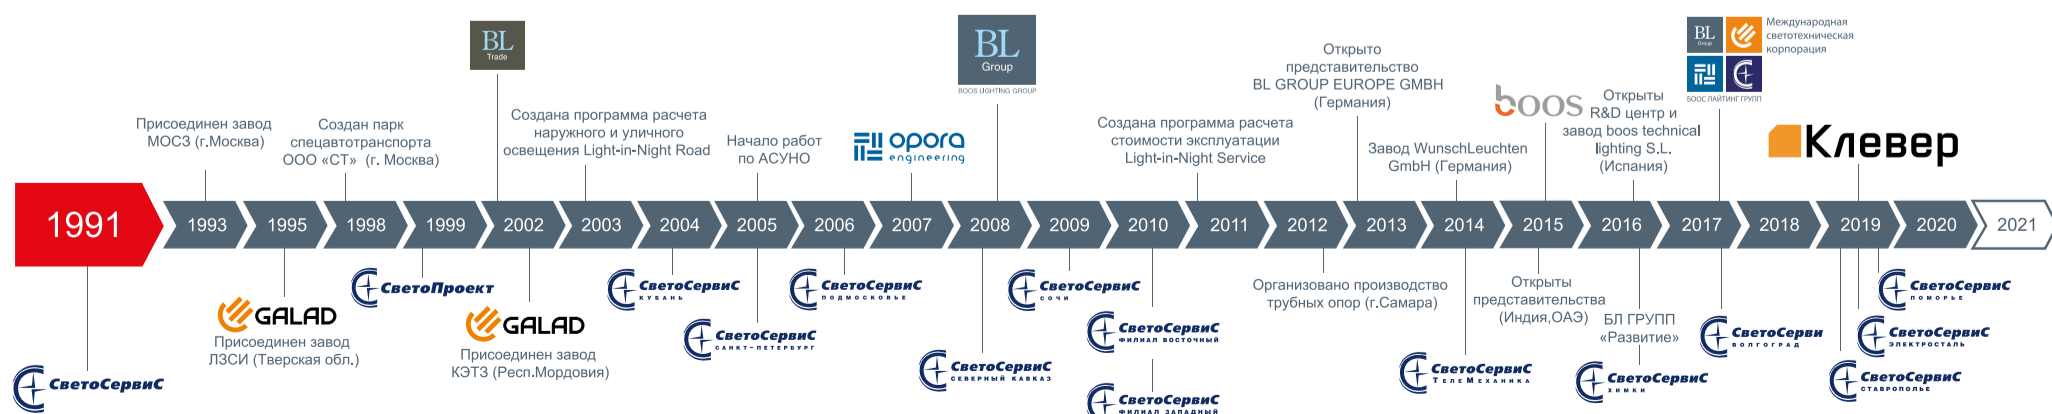 BL
Trade
BL
Group
BOOS LIGHTING GROUP
Открыто
представительство
BL GROUP EUROPE GMBH
(Германия)
BL
Group
Международная
светотехническая
корпорация
БООС ЛАЙТИНГ ГРУПП
Присоединен завод
МОСЗ (г.Москва)
Создан парк
спецавтотранспорта
ООО «СТ» (г. Москва)
Создана программа расчета
наружного и уличного
освещения Light-in-Night Road
Начало работ
по АСУНО
opora
engineering
Создана программа расчета
стоимости эксплуатации
Light-in-Night Service
Завод WunschLeuchten
GmbH (Германия)
boos
Открыты
R&D центр и
завод boos technical
lighting S.L.
(Испания)
Клевер
1991
1993
1995
1998
1999
2002
2003
2004
2005
2006
2007
2008
2009
2010
2011
2012
2013
2014
2015
2016
2017
2018
2019
2020
2021
СветоСервиС
GALAD
Присоединен завод
ЛЗСИ (Тверская обл.)
СветоПроект
GALAD
Присоединен завод
КЭТЗ (Респ.Мордовия)
СветоСервиС
КУБАНЬ
СветоСервиС
САНКТ-ПЕТЕРБУРГ
СветоСервиС
ПОДМОСКОВЬЕ
СветоСервиС
СЕВЕРНЫЙ КАВКАЗ
СветоСервиС
СОЧИ
СветоСервиС
ФИЛИАЛ ВОСТОЧНЫЙ
СветоСервиС
ФИЛИАЛ ЗАПАДНЫЙ
Организовано производство
трубных опор (г.Самара)
СветоСервиС
ТЕЛЕМЕХАНИКА
Открыты
представительства
(Индия,ОАЭ)
БЛ ГРУПП
«Развитие»
СветоСервиС
ХИМКИ
СветоСерви
ВОЛГОГРАД
СветоСервиС
ПОМОРЬЕ
СветоСервиС
ЭЛЕКТРОСТАЛЬ
СветоСервиС
СТАВРОПОЛЬЕ